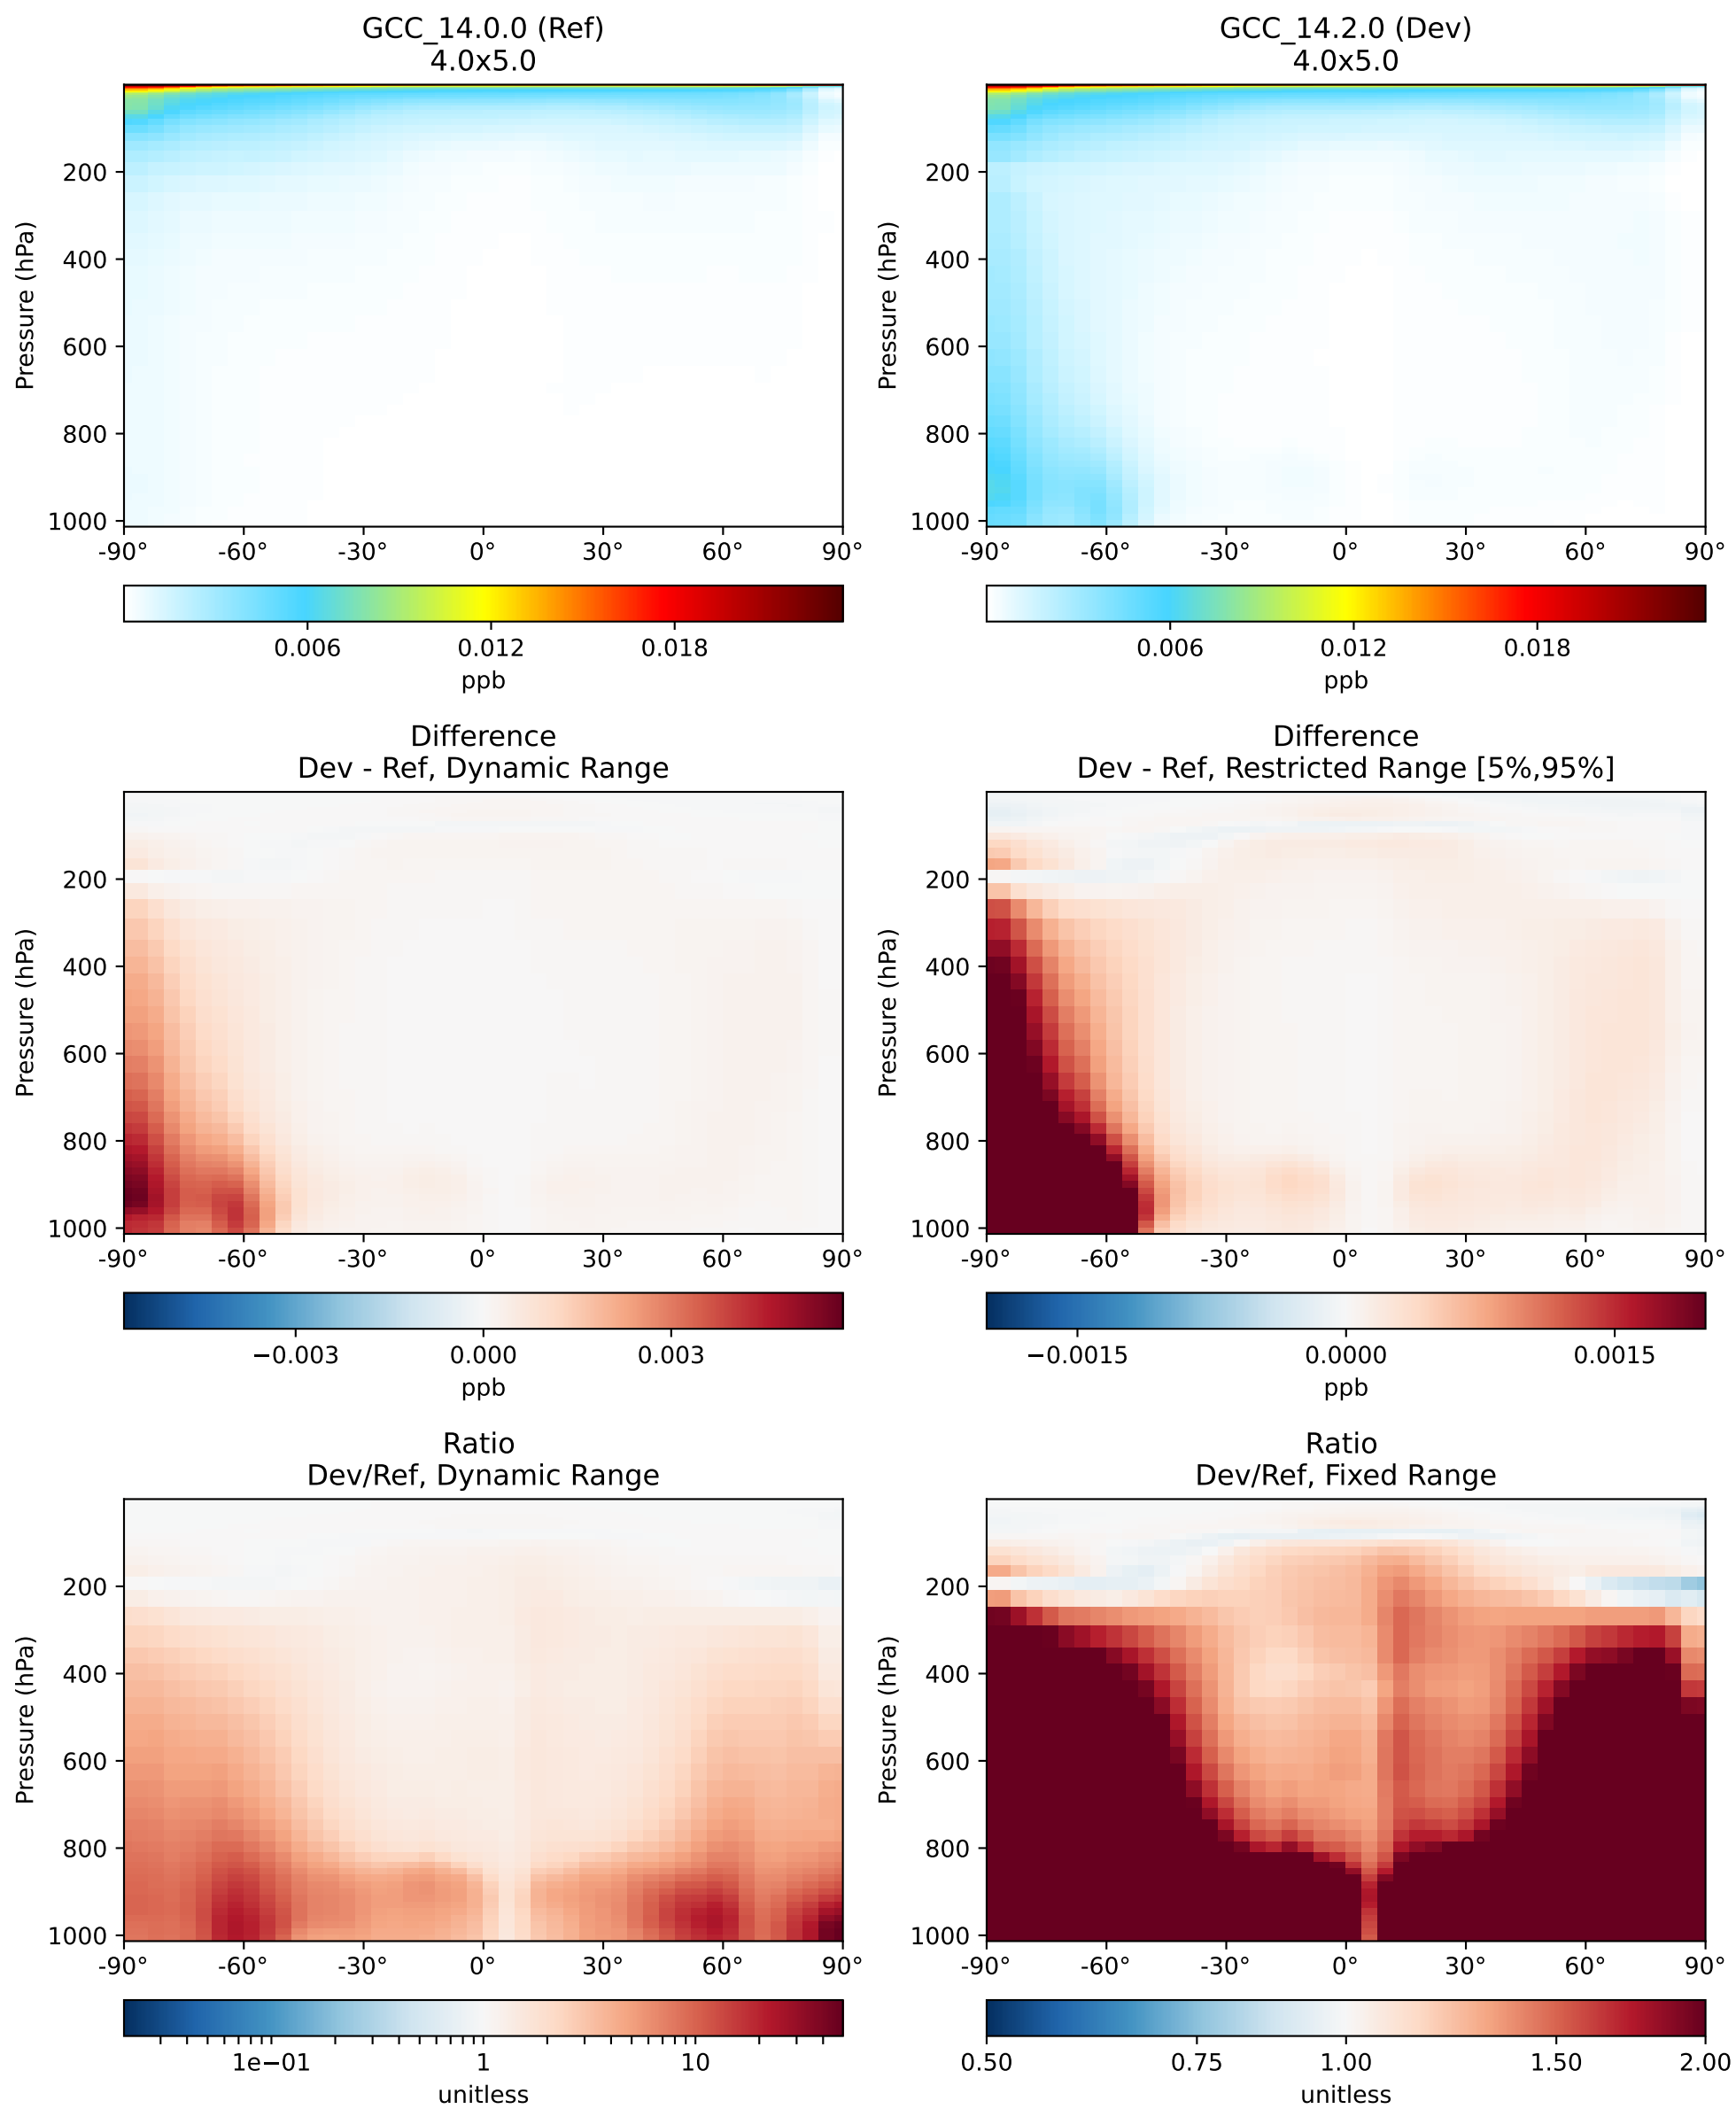 GCC_14.0.0 (Ref)
4.0x5.0
Pressure (hPa)
200
400
600
800
1000
-90° -60° -30° 0° 30° 60° 90°
0.006 0.012 0.018
ppb
GCC_14.2.0 (Dev)
4.0x5.0
Pressure (hPa)
200
400
600
800
1000
-90° -60° -30° 0° 30° 60° 90°
0.006 0.012 0.018
ppb
Difference
Dev - Ref, Dynamic Range
Pressure (hPa)
200
400
600
800
1000
-90° -60° -30° 0° 30° 60° 90°
−0.003 0.000 0.003
ppb
Difference
Dev - Ref, Restricted Range [5%,95%]
Pressure (hPa)
200
400
600
800
1000
-90° -60° -30° 0° 30° 60° 90°
−0.0015 0.0000 0.0015
ppb
Ratio
Dev/Ref, Dynamic Range
Pressure (hPa)
200
400
600
800
1000
-90° -60° -30° 0° 30° 60° 90°
1e−01 1 10
unitless
Ratio
Dev/Ref, Fixed Range
Pressure (hPa)
200
400
600
800
1000
-90° -60° -30° 0° 30° 60° 90°
0.50 0.75 1.00 1.50 2.00
unitless